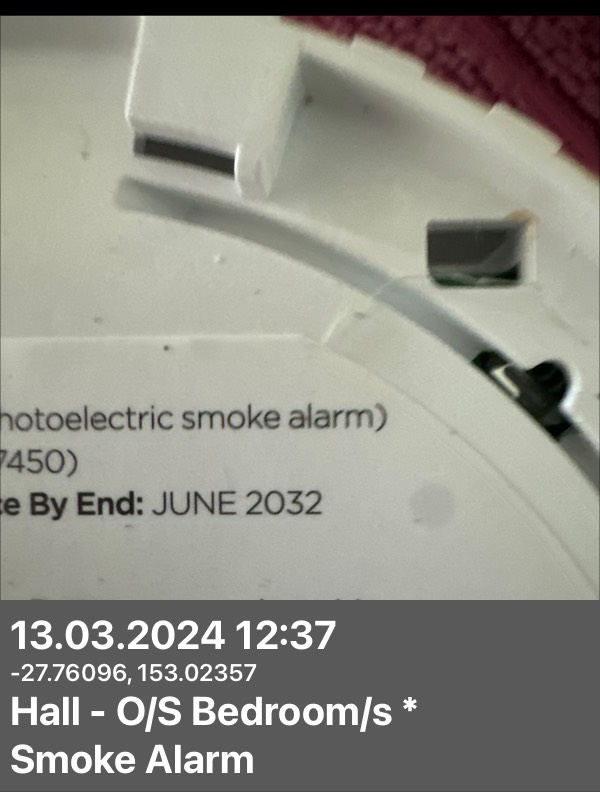 hotoelectric smoke alarm)
7450)
e By End: JUNE 2032
13.03.2024 12:37
-27.76096, 153.02357
Hall - O/S Bedroom/s *
Smoke Alarm